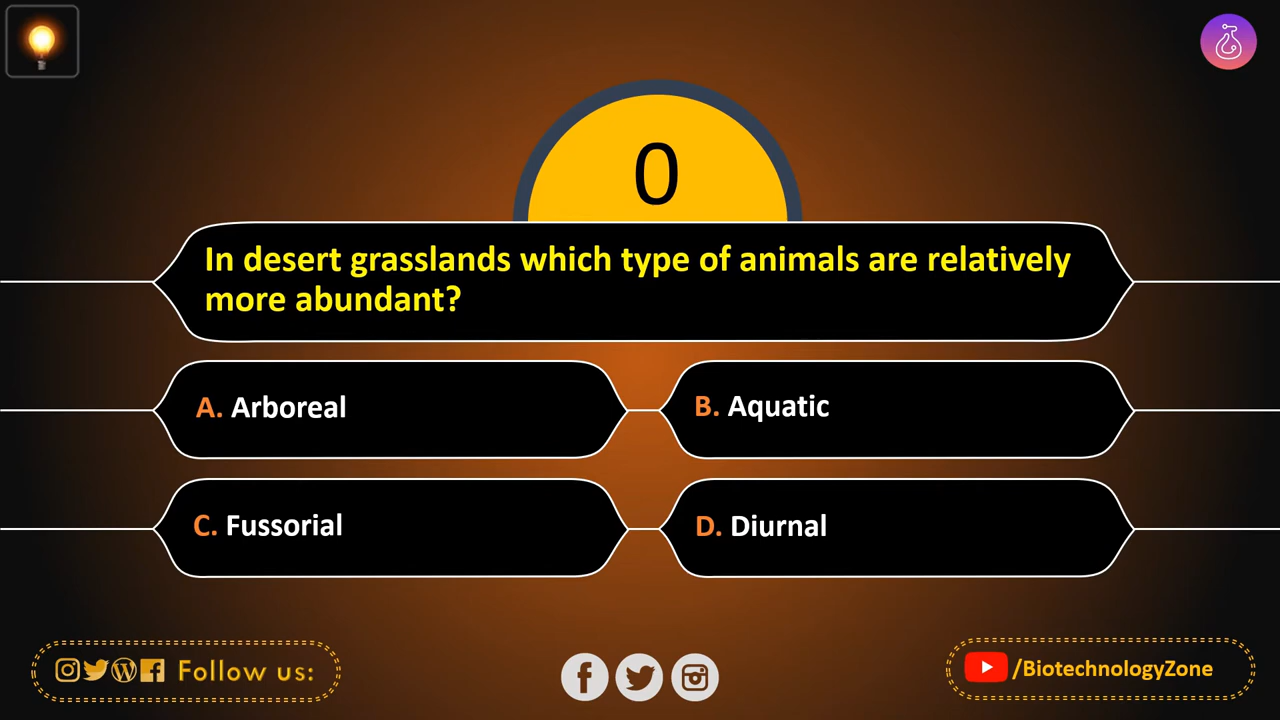 0
In desert grasslands which type of animals are relatively
more abundant?
A. Arboreal
B. Aquatic
C. Fussorial
D. Diurnal
Follow us:
/BiotechnologyZone